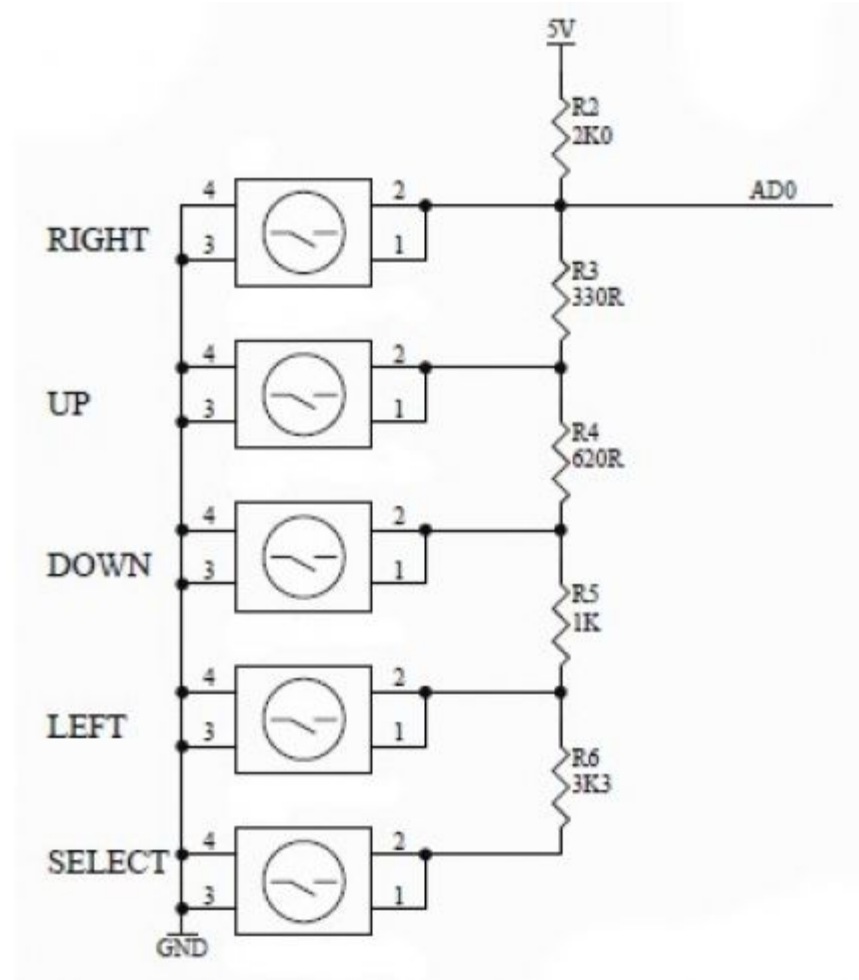 5V
R2
2K0
4 2 AD0
RIGHT 3 1
R3
330R
4 2
UP 3 1
R4
620R
4 2
DOWN 3 1
R5
1K
4 2
LEFT 3 1
R6
3K3
4 2
SELECT
3 1
GND